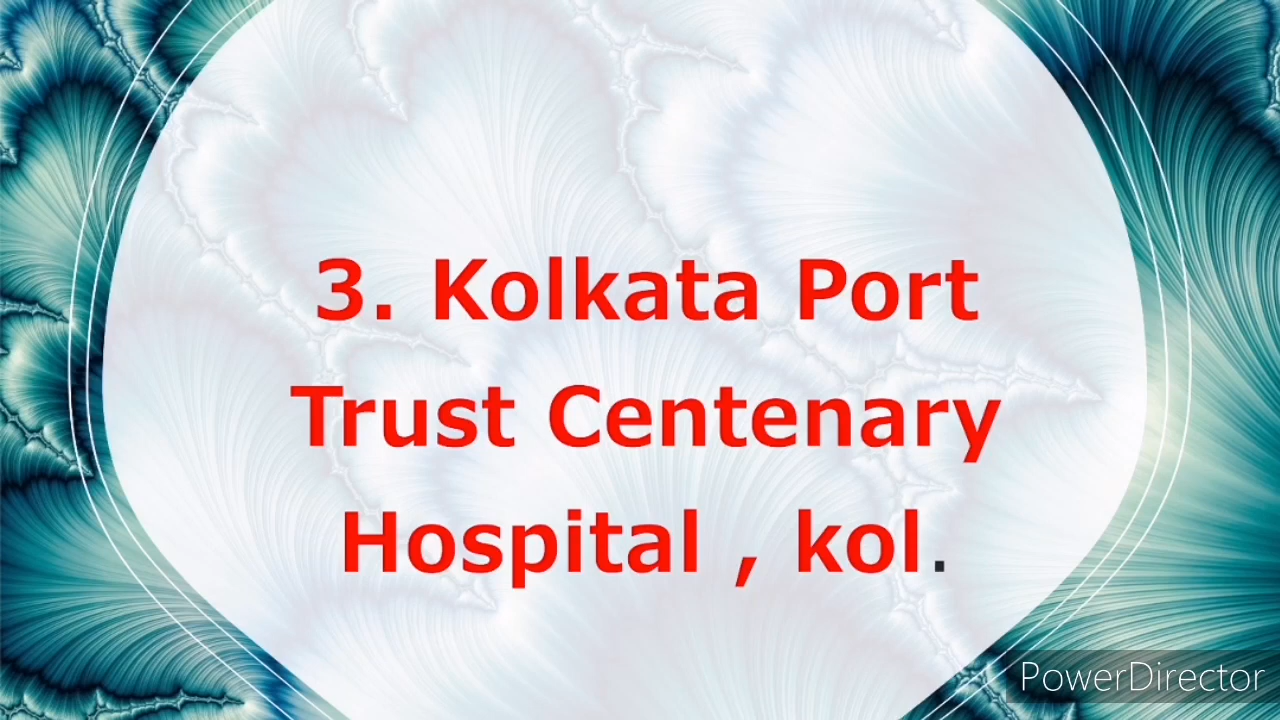 3. Kolkata Port
Trust Centenary
Hospital , kol.
PowerDirector